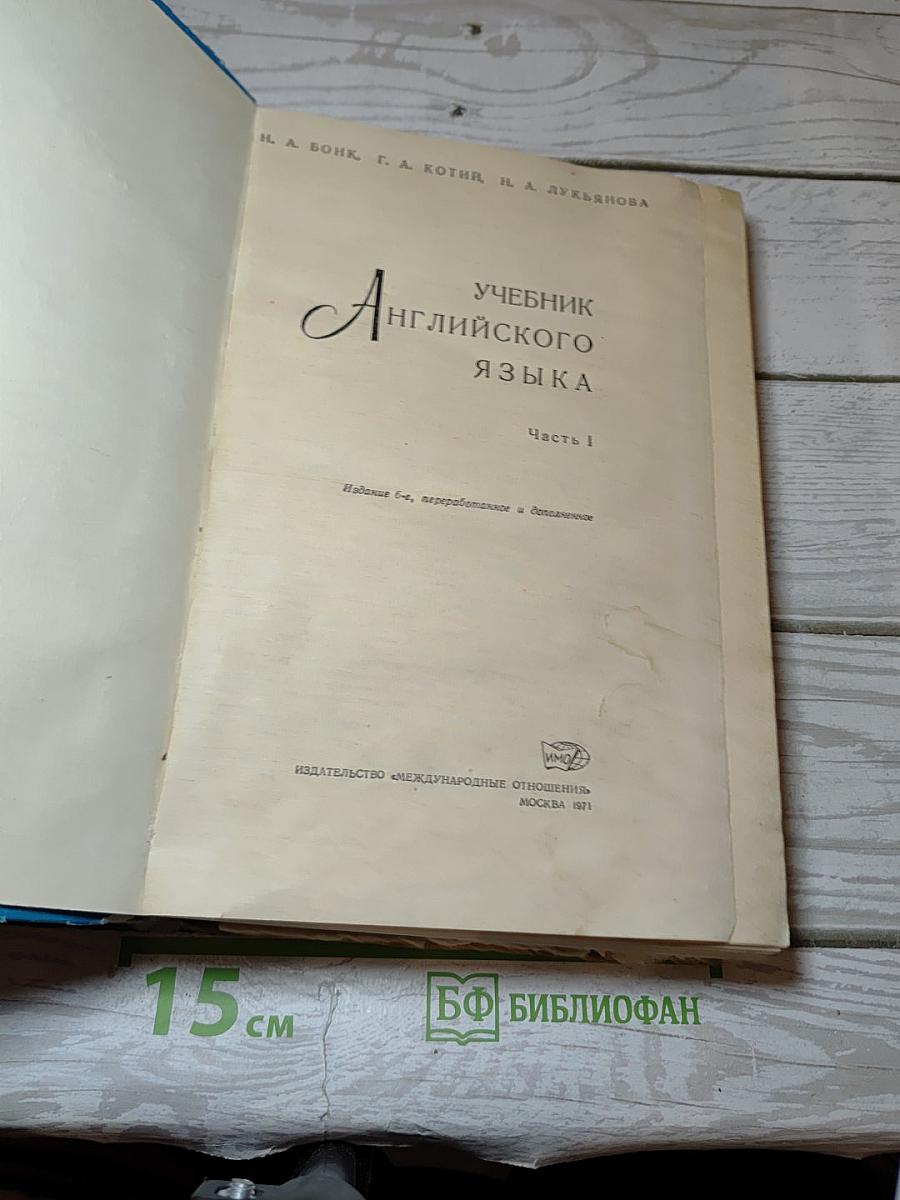 Н. А. БОНК, Г. А. КОТИЙ, Н. А. ЛУКЬЯНОВА
УЧЕБНИК
АНГЛИЙСКОГО
ЯЗЫКА
Часть I
Издание 6-е, переработанное и дополненное
ИМО
ИЗДАТЕЛЬСТВО «МЕЖДУНАРОДНЫЕ ОТНОШЕНИЯ»
МОСКВА 1971
15 см
БФ БИБЛИОФАН